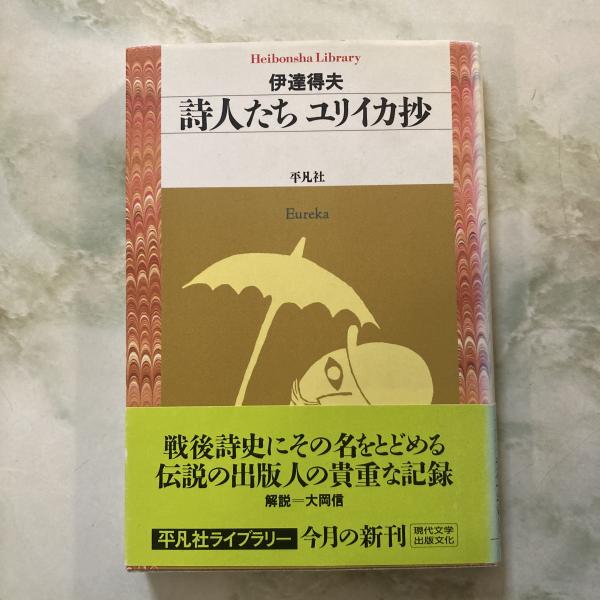 Heibonsha Library
伊達得夫
詩人たち ユリイカ抄
平凡社
Eureka
戦後詩史にその名をとどめる
伝説の出版人の貴重な記録
解説＝大岡信
平凡社ライブラリー 今月の新刊 現代文学
出版文化